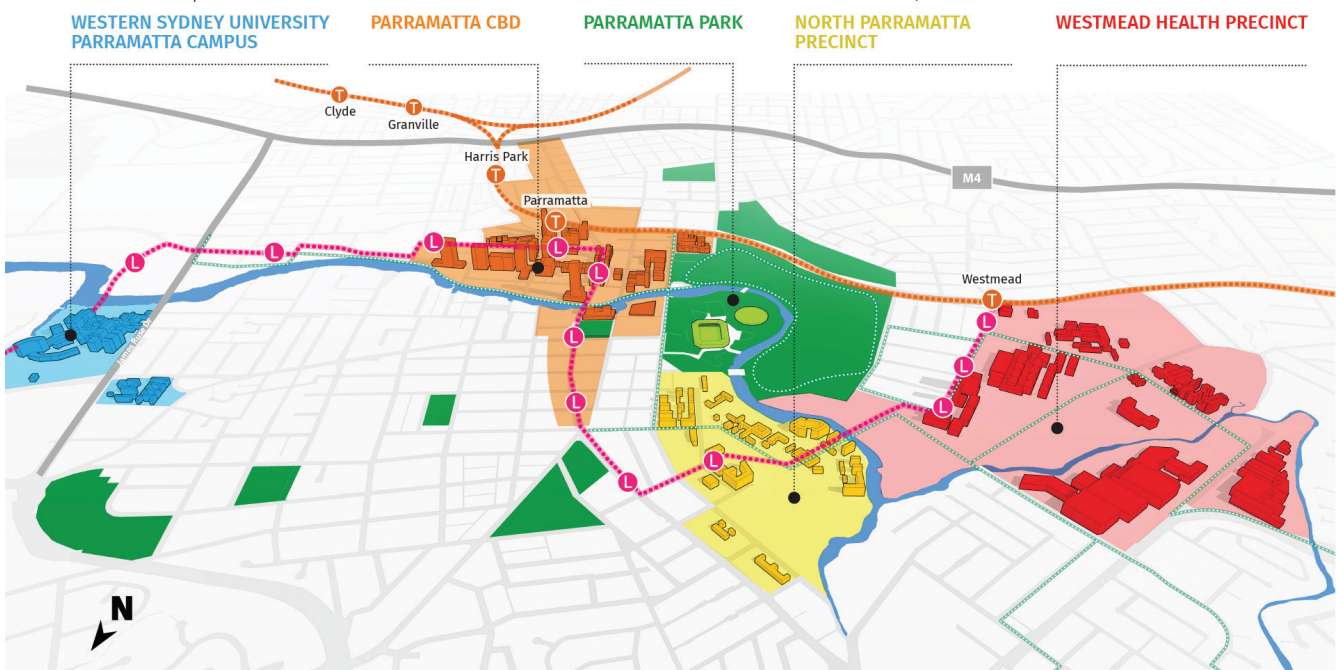 WESTERN SYDNEY UNIVERSITY
PARRAMATTA CAMPUS
PARRAMATTA CBD
PARRAMATTA PARK
NORTH PARRAMATTA
PRECINCT
WESTMEAD HEALTH PRECINCT
T
Clyde
T
Granville
Harris Park
T
M4
Parramatta
T
L
L
L
L
L
Westmead
T
L
L
L
L
L
L
N